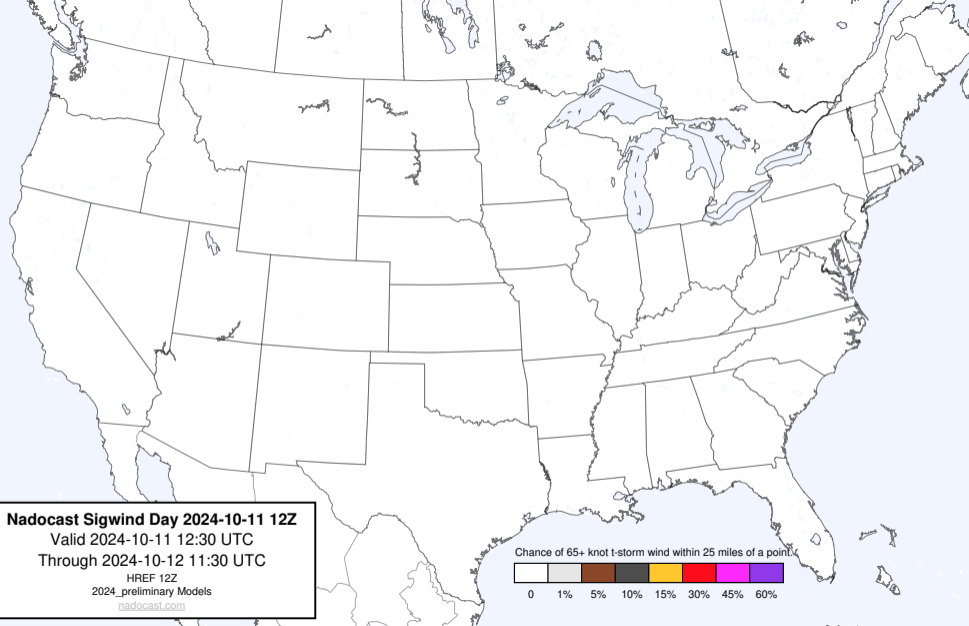 Nadocast Sigwind Day 2024-10-11 12Z
Valid 2024-10-11 12:30 UTC
Through 2024-10-12 11:30 UTC
HREF 12Z
2024_preliminary Models
nadocast.com
Chance of 65+ knot t-storm wind within 25 miles of a point.
0 1% 5% 10% 15% 30% 45% 60%